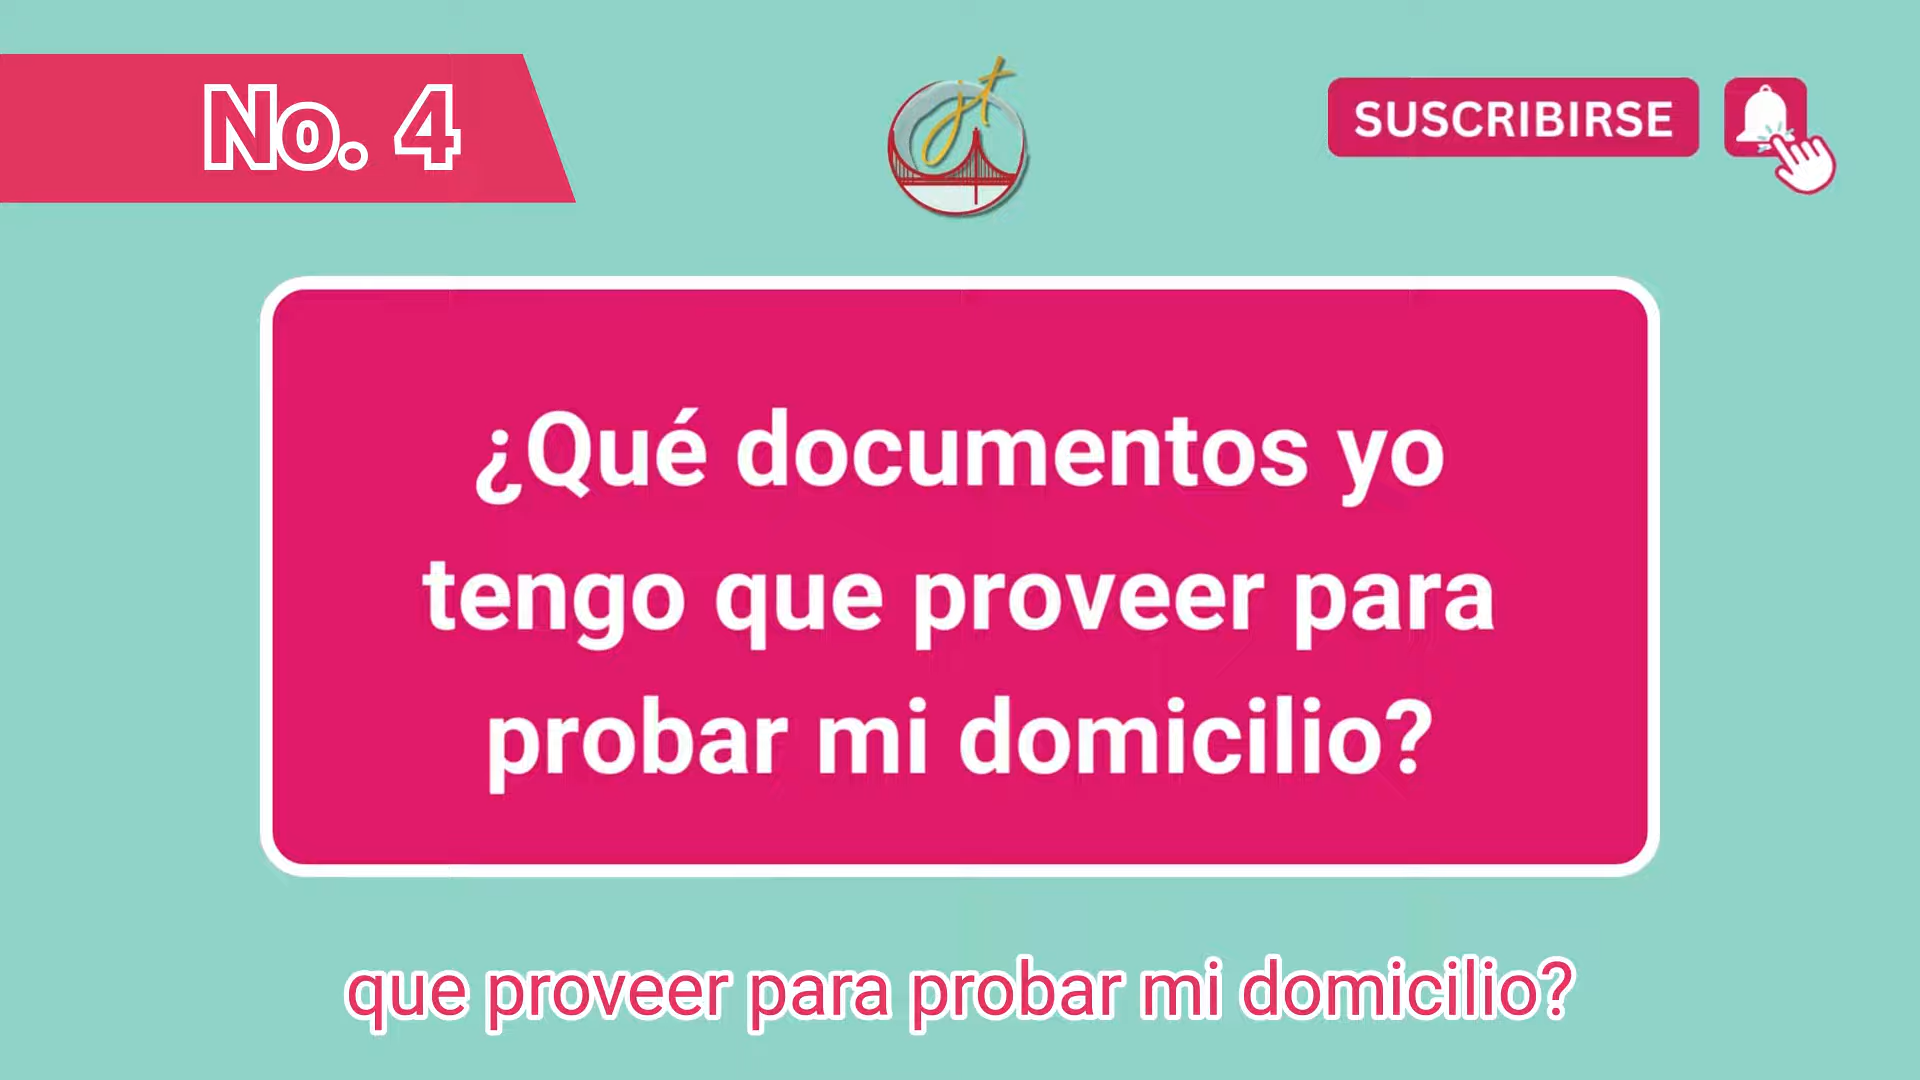 No. 4
jt
SUSCRIBIRSE
¿Qué documentos yo
tengo que proveer para
probar mi domicilio?
que proveer para probar mi domicilio?